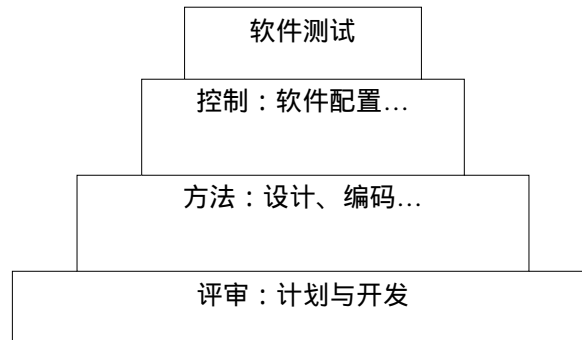 软件测试
控制：软件配置…
方法：设计、编码…
评审：计划与开发